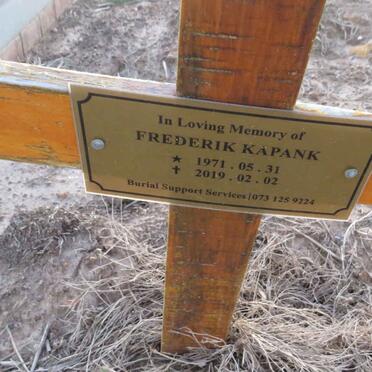 In Loving Memory of
FREDERIK KAPANK
★ 1971 . 05 . 31
✝ 2019 . 02 . 02
Burial Support Services | 073 125 9224